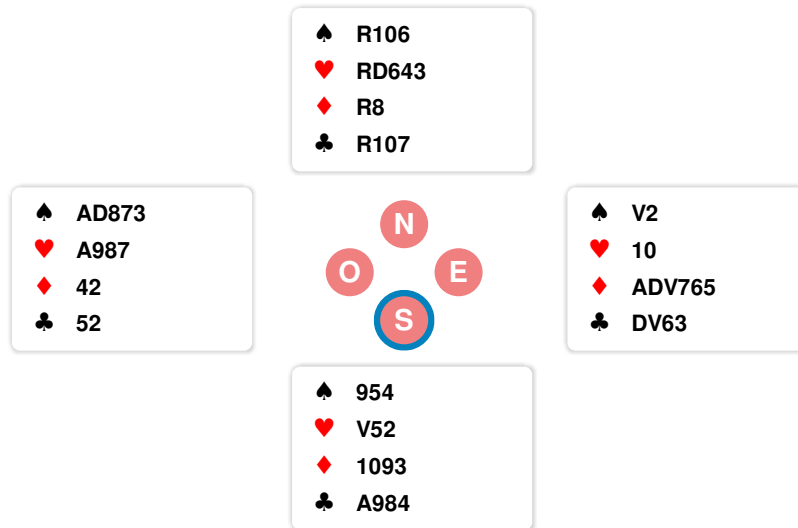 ♠ R106
♥ RD643
♦ R8
♣ R107
♠ AD873
♥ A987
♦ 42
♣ 52
N
O E
S
♠ V2
♥ 10
♦ ADV765
♣ DV63
♠ 954
♥ V52
♦ 1093
♣ A984